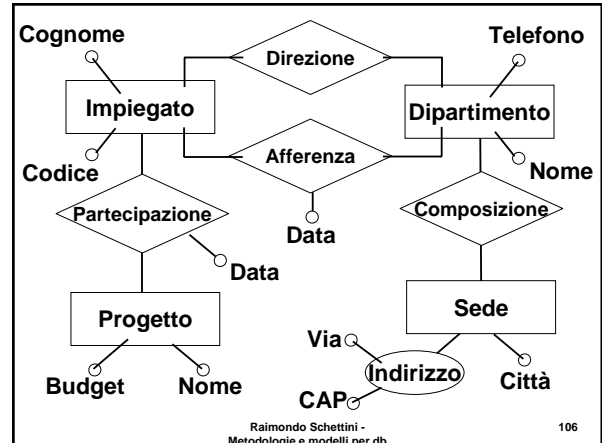 Cognome
Telefono
Direzione
Impiegato
Dipartimento
Afferenza
Codice
Nome
Partecipazione
Composizione
Data
Data
Progetto
Sede
Via
Indirizzo
Budget
Nome
CAP
Città
Raimondo Schettini -
Metodologie e modelli per db
106